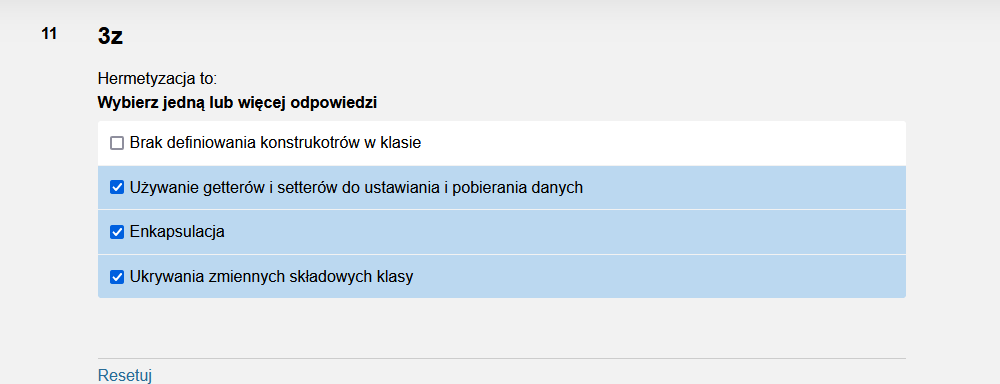 11
3z
Hermetyzacja to:
Wybierz jedną lub więcej odpowiedzi
Brak definiowania konstrukotrów w klasie
Używanie getterów i setterów do ustawiania i pobierania danych
Enkapsulacja
Ukrywania zmiennych składowych klasy
Resetuj